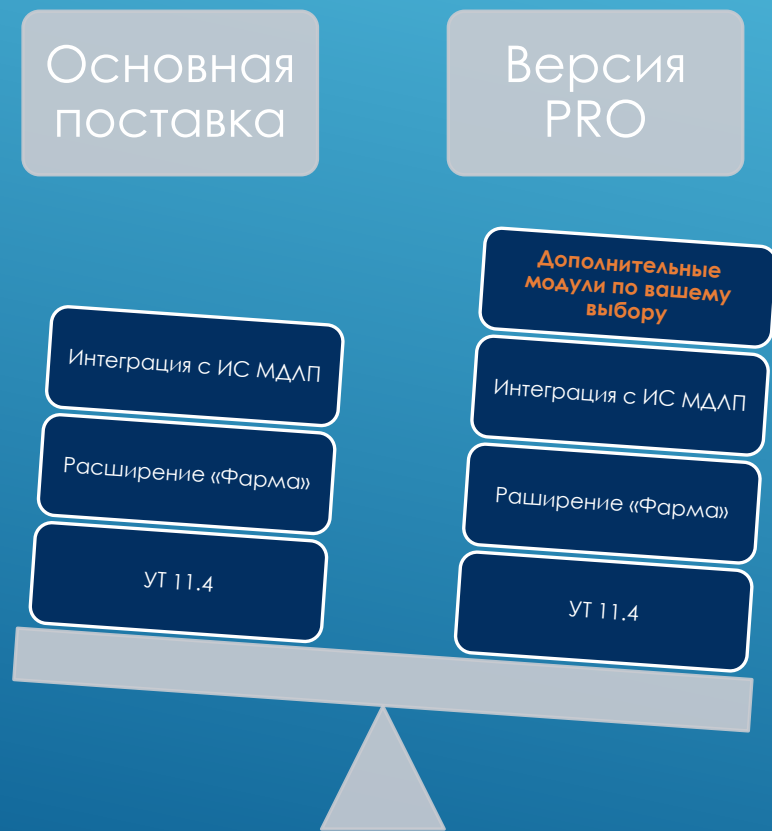 Основная
поставка
Версия
PRO
Интеграция с ИС МДЛП
Расширение «Фарма»
УТ 11.4
Дополнительные
модули по вашему
выбору
Интеграция с ИС МДЛП
Раширение «Фарма»
УТ 11.4